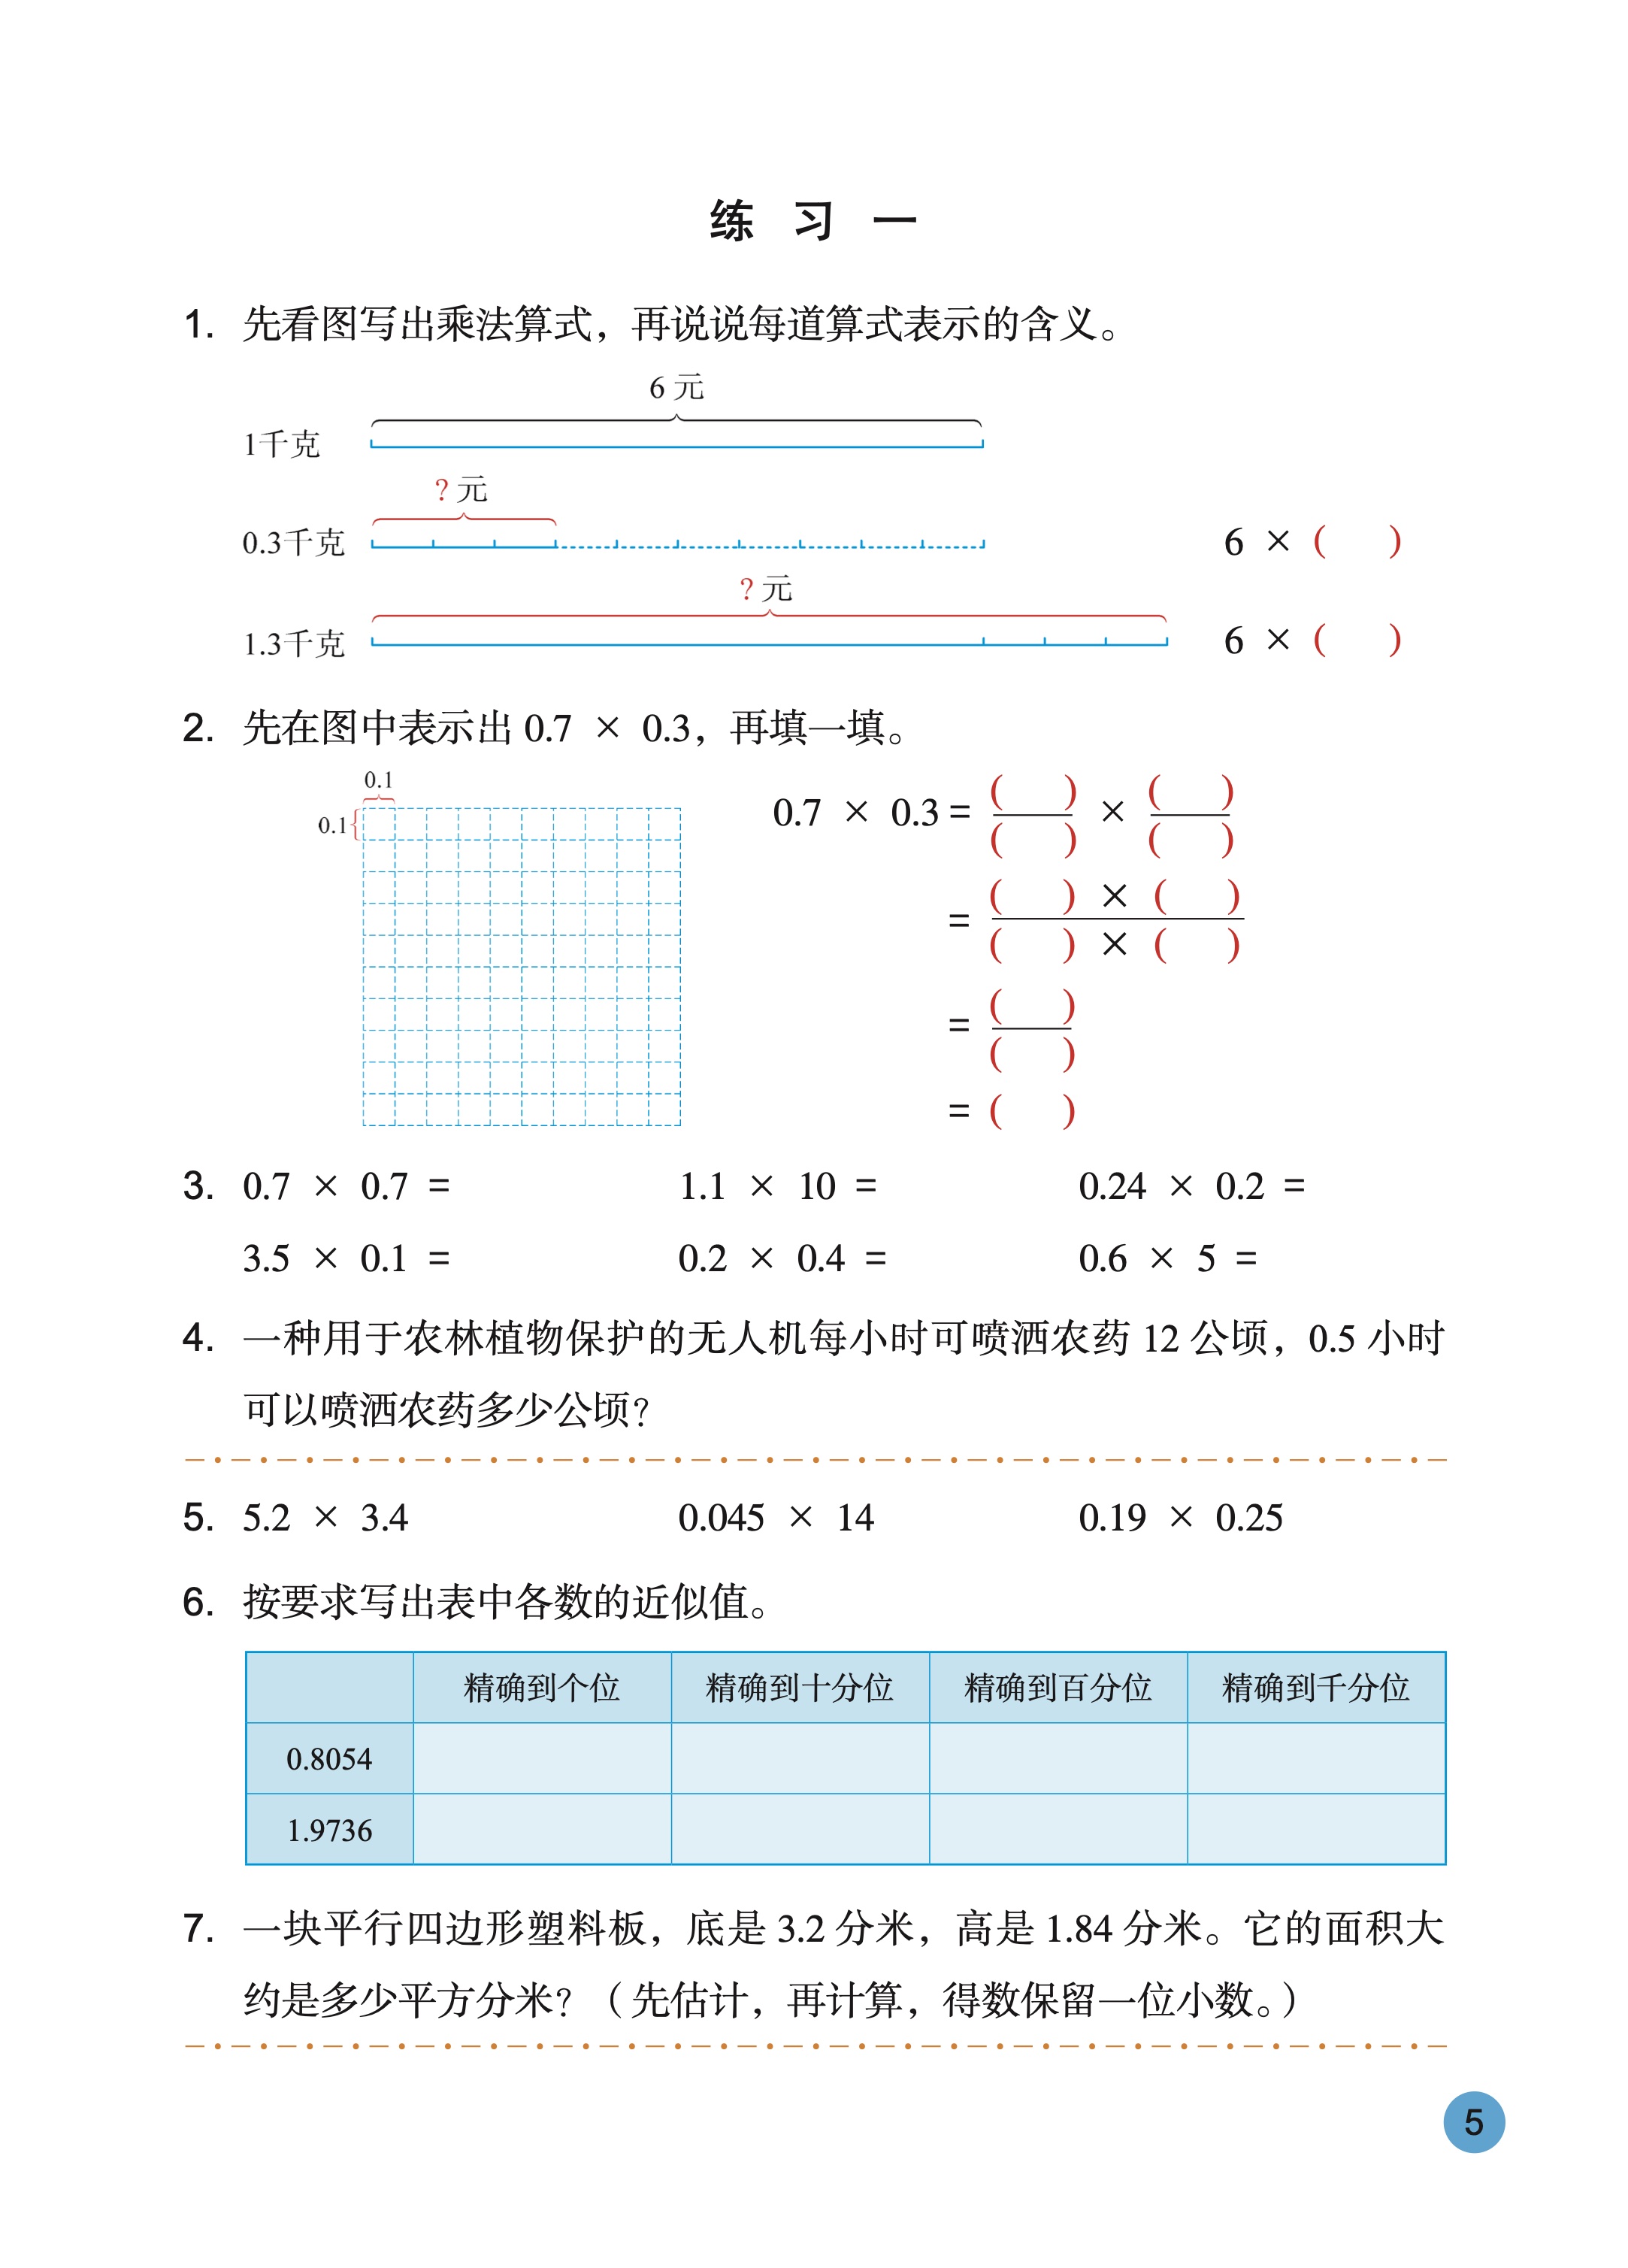 练 习 一
1. 先看图写出乘法算式，再说说每道算式表示的含义。
6 元
1千克
? 元
0.3千克 6 × ( )
? 元
1.3千克 6 × ( )
2. 先在图中表示出 0.7 × 0.3，再填一填。
0.1
0.1
0.7 × 0.3 = ( )/( ) × ( )/( )
= ( ) × ( )/( ) × ( )
= ( )/( )
= ( )
3. 0.7 × 0.7 = 1.1 × 10 = 0.24 × 0.2 =
3.5 × 0.1 = 0.2 × 0.4 = 0.6 × 5 =
4. 一种用于农林植物保护的无人机每小时可喷洒农药 12 公顷，0.5 小时
可以喷洒农药多少公顷？
5. 5.2 × 3.4 0.045 × 14 0.19 × 0.25
6. 按要求写出表中各数的近似值。
精确到个位 精确到十分位 精确到百分位 精确到千分位
0.8054
1.9736
7. 一块平行四边形塑料板，底是 3.2 分米，高是 1.84 分米。它的面积大
约是多少平方分米？（先估计，再计算，得数保留一位小数。）
5